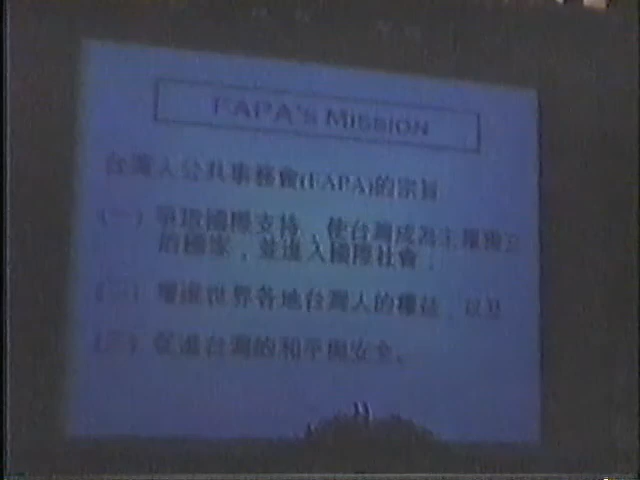 FAPA's MISSION
台灣人公共事務會(FAPA)的宗旨
(一) 爭取國際支持，使台灣成為主權獨立
的國家，並進入國際社會；
(二) 增進世界各地台灣人的權益，以及
(三) 促進台灣的和平與安全。